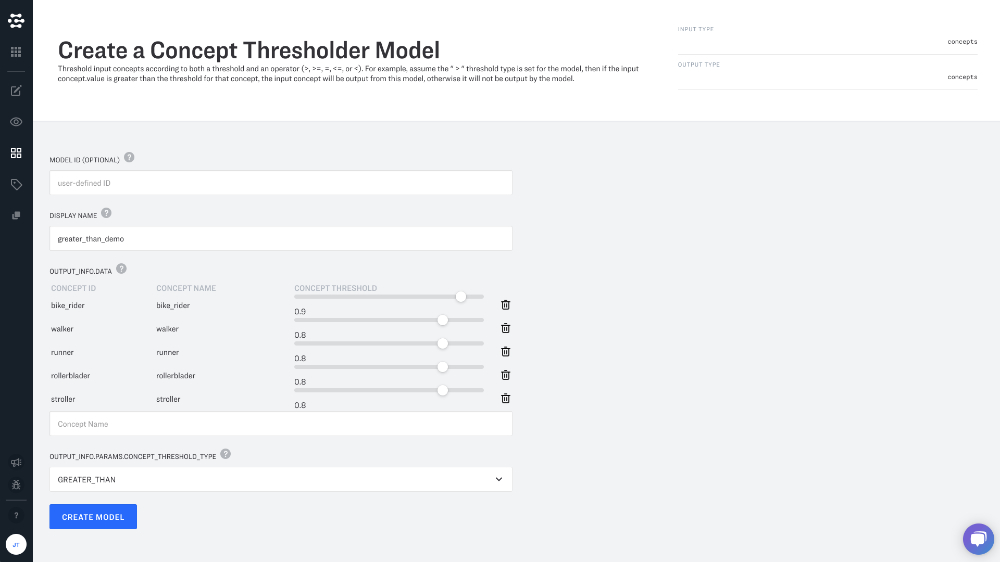 Create a Concept Thresholder Model
Threshold input concepts according to both a threshold and an operator (>, >=, =, <=, or <). For example, assume the " > " threshold type is set for the model, then if the input
concept.value is greater than the threshold for that concept, the input concept will be output from this model, otherwise it will not be output by the model.
INPUT TYPE
concepts
OUTPUT TYPE
concepts
MODEL ID (OPTIONAL) ?
user-defined ID
DISPLAY NAME ?
greater_than_demo
OUTPUT_INFO.DATA ?
CONCEPT ID CONCEPT NAME CONCEPT THRESHOLD
bike_rider bike_rider 0.9
walker walker 0.8
runner runner 0.8
rollerblader rollerblader 0.8
stroller stroller 0.8
Concept Name
OUTPUT_INFO.PARAMS.CONCEPT_THRESHOLD_TYPE ?
GREATER_THAN
CREATE MODEL
?
JT